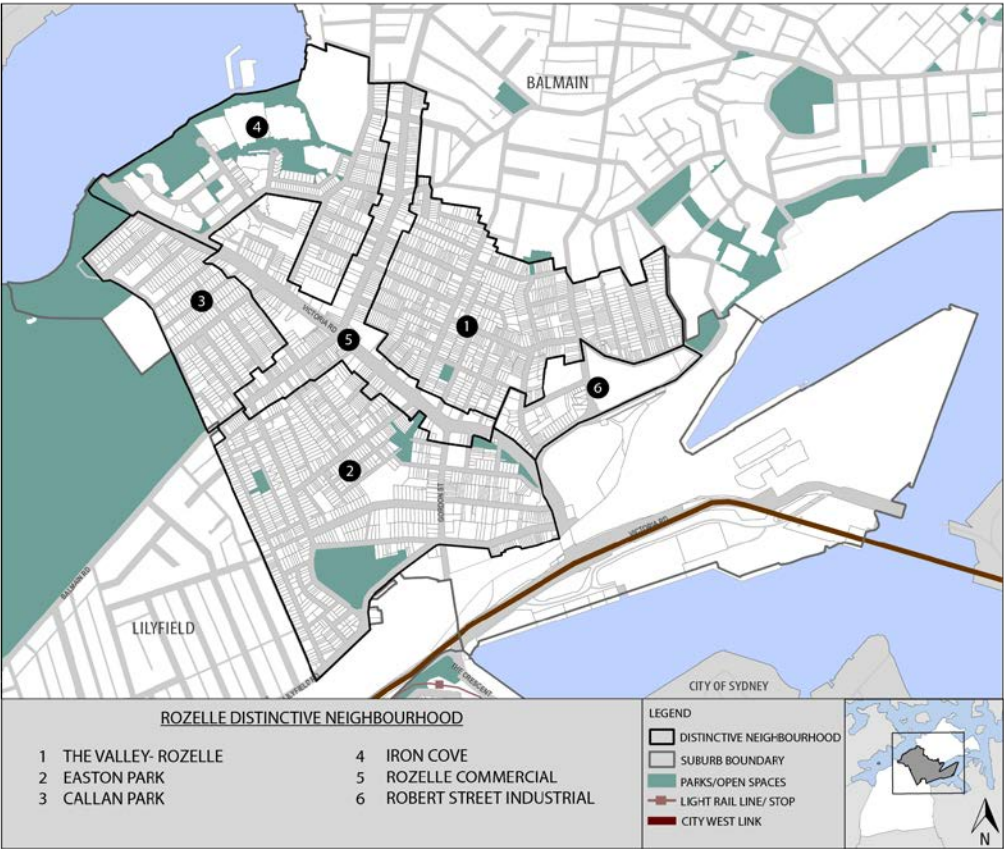 BALMAIN
4
3
VICTORIA RD
5
1
6
2
GORDON ST
VICTORIA RD
BALMAIN RD
LILYFIELD
THE CRESCENT
CITY OF SYDNEY
ROZELLE DISTINCTIVE NEIGHBOURHOOD
1 THE VALLEY- ROZELLE
2 EASTON PARK
3 CALLAN PARK
4 IRON COVE
5 ROZELLE COMMERCIAL
6 ROBERT STREET INDUSTRIAL
LEGEND
DISTINCTIVE NEIGHBOURHOOD
SUBURB BOUNDARY
PARKS/OPEN SPACES
LIGHT RAIL LINE/ STOP
CITY WEST LINK
N